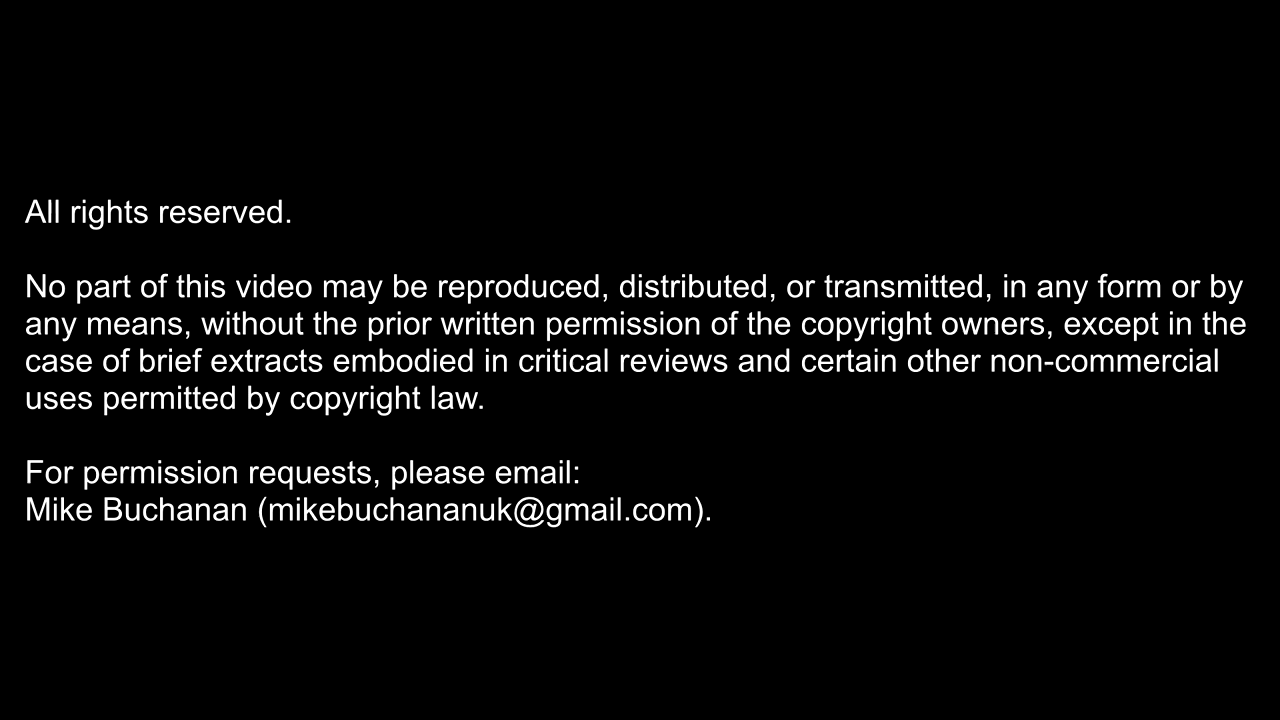 All rights reserved.
No part of this video may be reproduced, distributed, or transmitted, in any form or by
any means, without the prior written permission of the copyright owners, except in the
case of brief extracts embodied in critical reviews and certain other non-commercial
uses permitted by copyright law.
For permission requests, please email:
Mike Buchanan (mikebuchananuk@gmail.com).